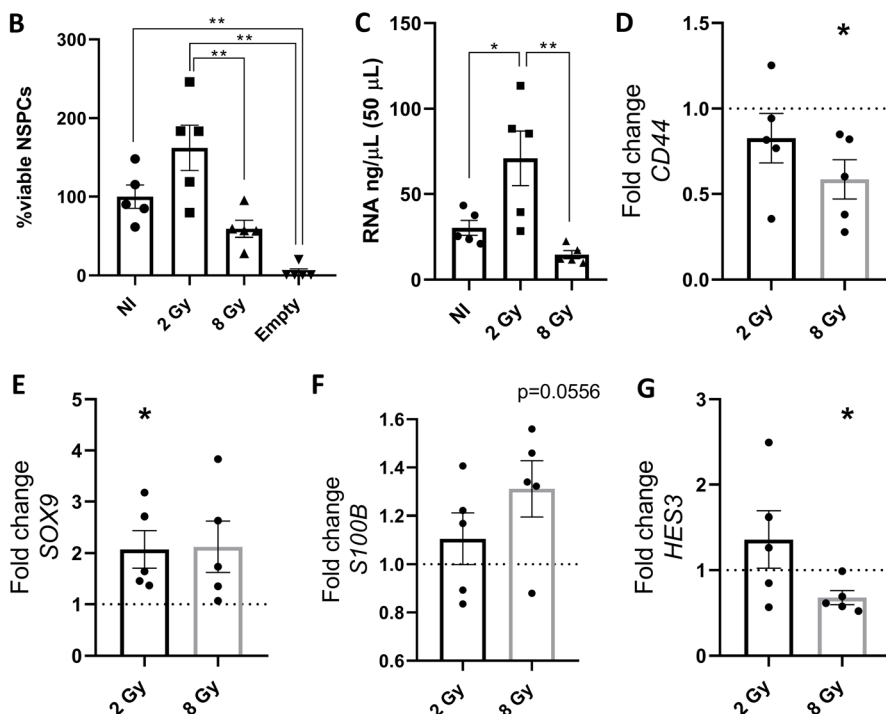 B
**
**
**
%viable NSPCs
300
200
100
0
NI
2 Gy
8 Gy
Empty
C
*
**
RNA ng/µL (50 µL)
150
100
50
0
NI
2 Gy
8 Gy
D
*
Fold change
CD44
1.5
1.0
0.5
0.0
2 Gy
8 Gy
E
*
Fold change
SOX9
5
4
3
2
1
0
2 Gy
8 Gy
F
p=0.0556
Fold change
S100B
1.6
1.4
1.2
1.0
0.8
0.6
2 Gy
8 Gy
G
*
Fold change
HES3
3
2
1
0
2 Gy
8 Gy